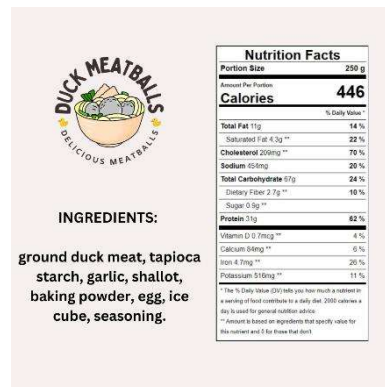 DUCK MEATBALLS
DELICIOUS MEATBALLS
INGREDIENTS:
ground duck meat, tapioca
starch, garlic, shallot,
baking powder, egg, ice
cube, seasoning.
Nutrition Facts
Portion Size 250 g
Amount Per Portion
Calories 446
% Daily Value *
Total Fat 11g 14 %
Saturated Fat 4.3g ** 22 %
Cholesterol 209mg ** 70 %
Sodium 454mg 20 %
Total Carbohydrate 67g 24 %
Dietary Fiber 2.7g ** 10 %
Sugar 0.9g **
Protein 31g 62 %
Vitamin D 0.7mcg ** 4 %
Calcium 84mg ** 6 %
Iron 4.7mg ** 26 %
Potassium 516mg ** 11 %
* The % Daily Value (DV) tells you how much a nutrient in
a serving of food contribute to a daily diet. 2000 calories a
day is used for general nutrition advice.
** Amount is based on ingredients that specify value for
this nutrient and 0 for those that don't.